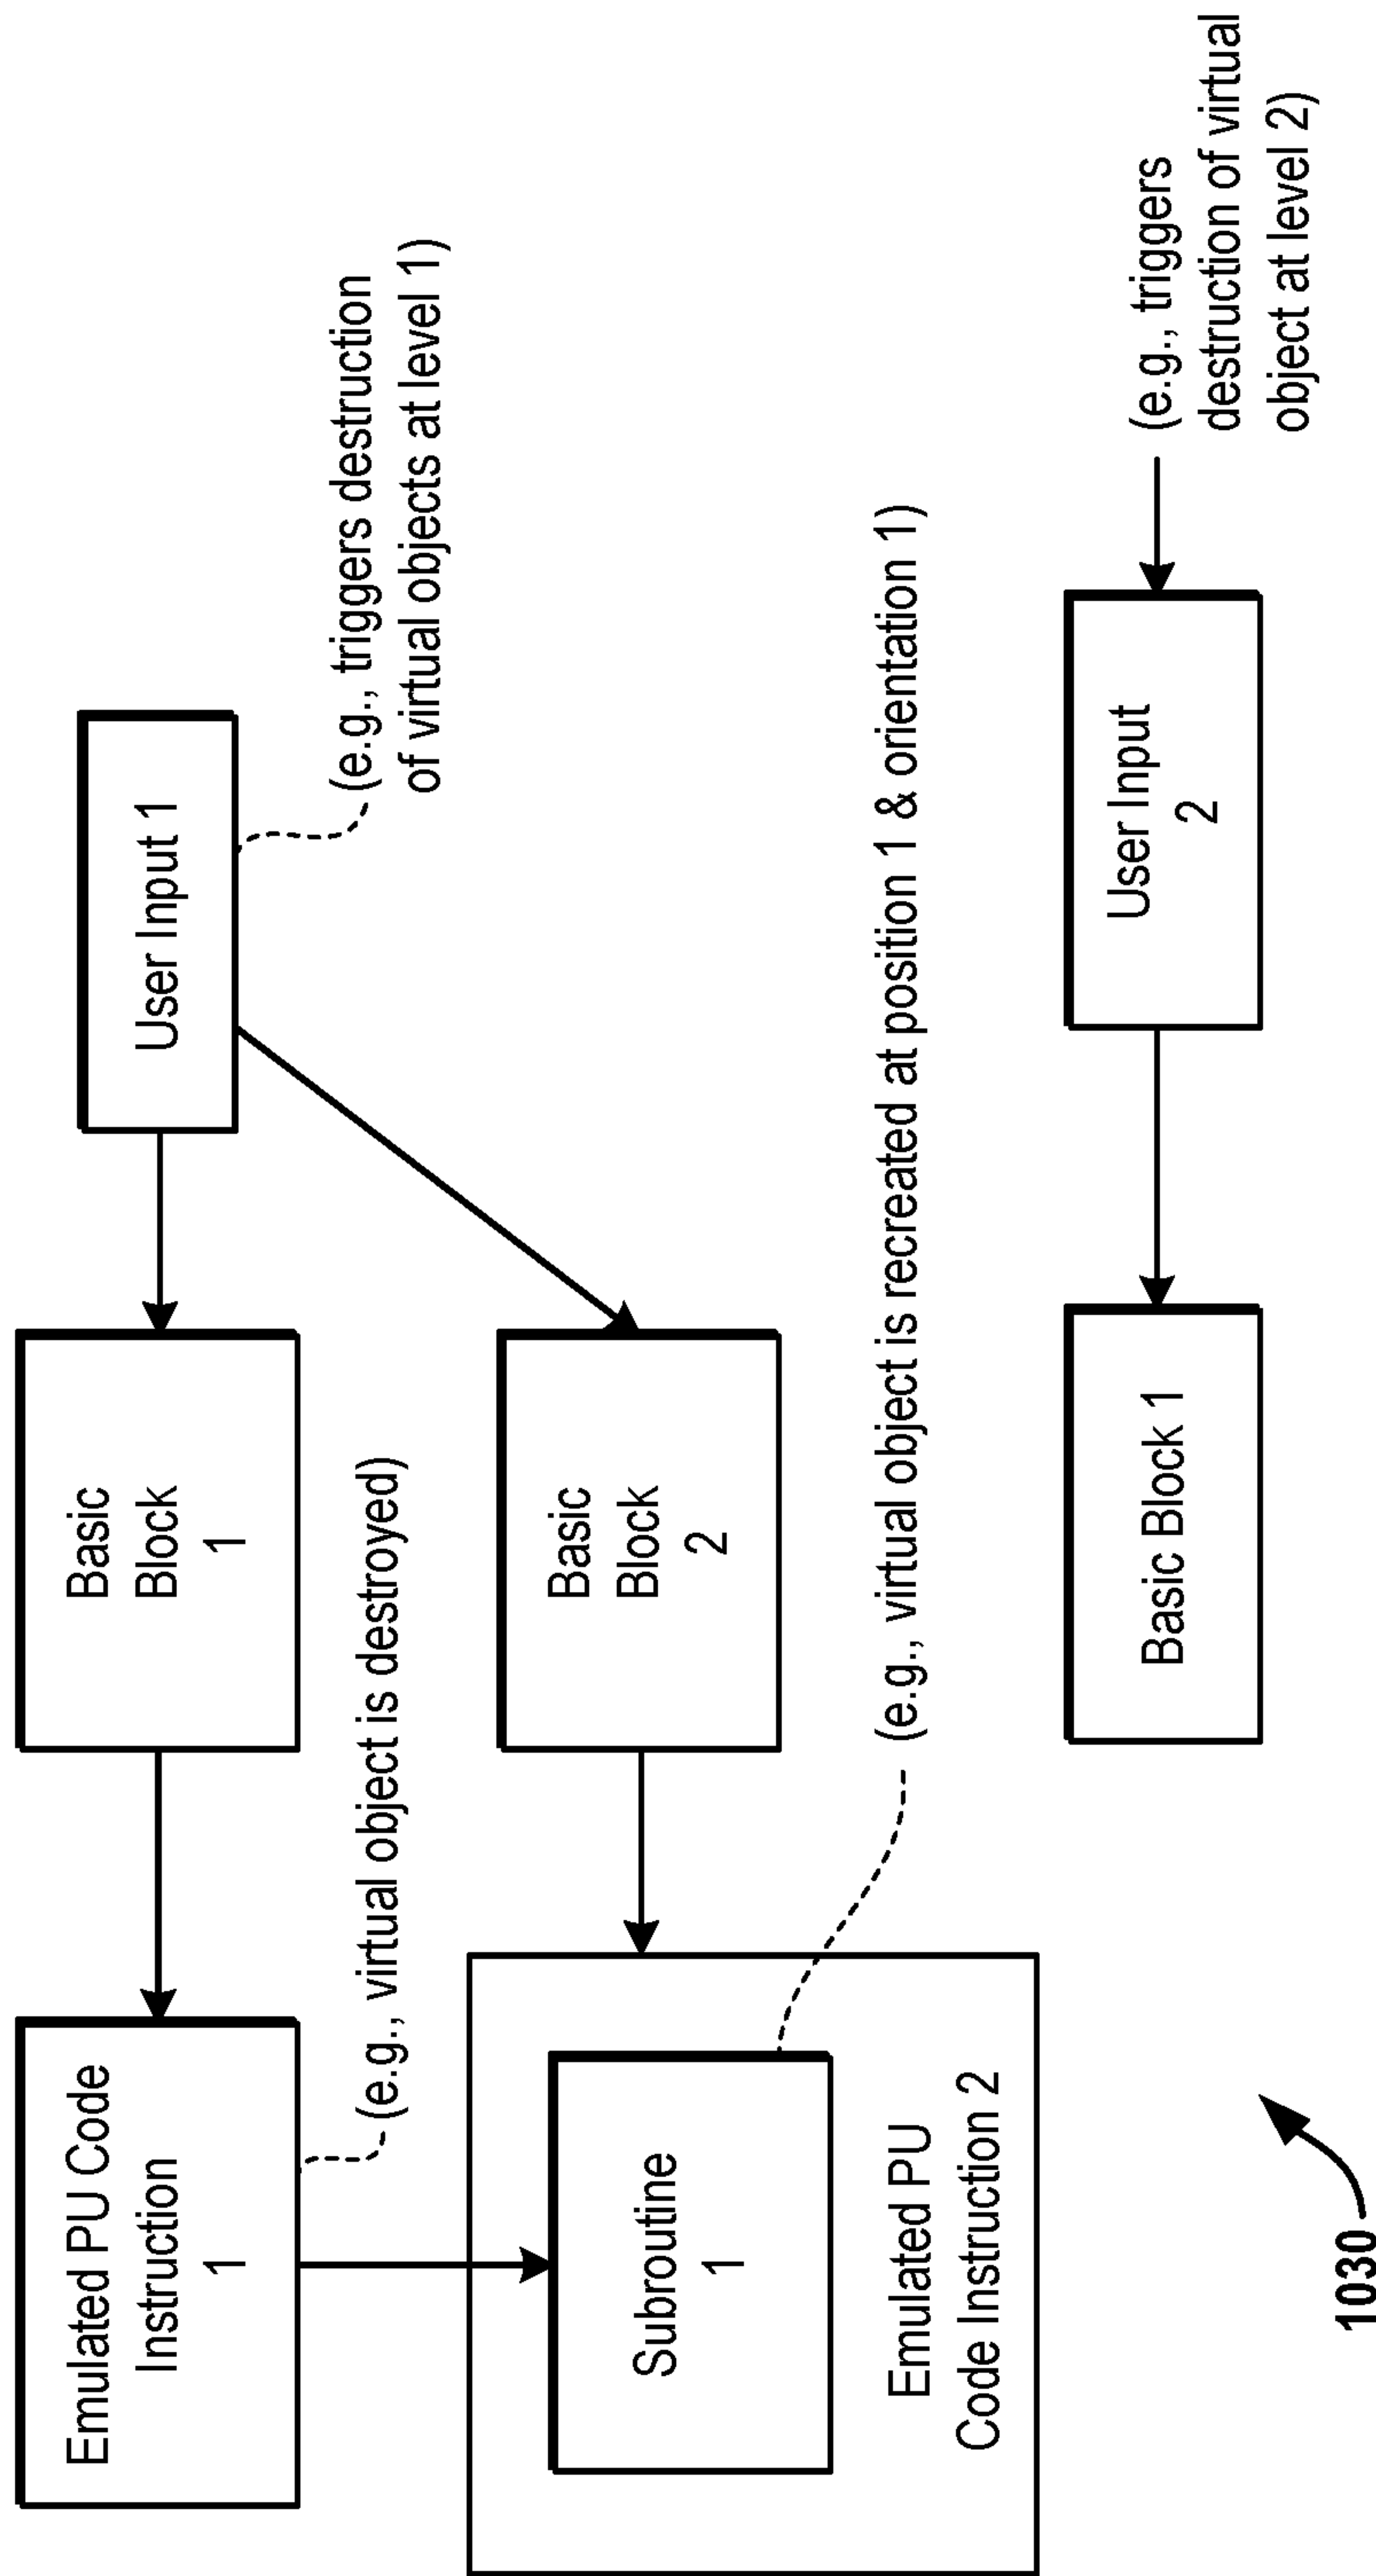 Emulated PU Code
Instruction
1
Basic
Block
1
User Input 1
(e.g., triggers destruction
of virtual objects at level 1)
(e.g., virtual object is destroyed)
Subroutine
1
Emulated PU
Code Instruction 2
Basic
Block
2
(e.g., virtual object is recreated at position 1 & orientation 1)
Basic Block 1
User Input
2
(e.g., triggers
destruction of virtual
object at level 2)
1030